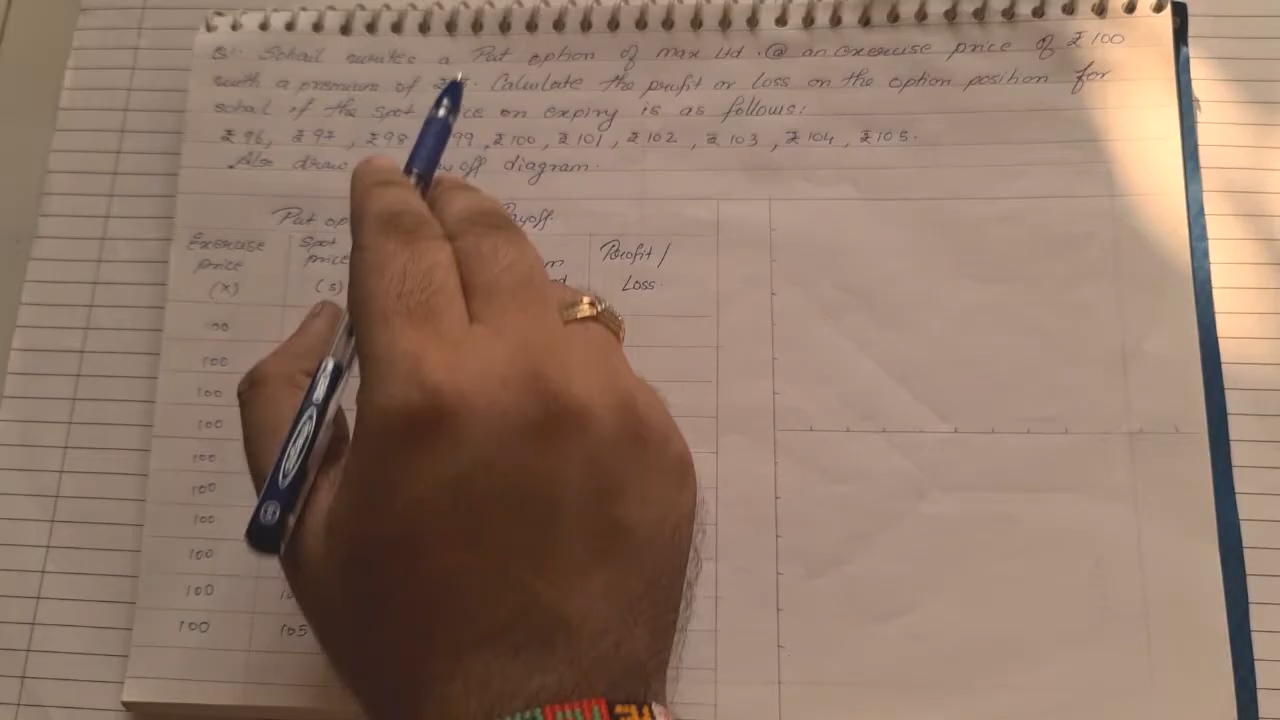 Q. Sohail writes a Put option of Max Ltd. @ an exercise price of ₹100
with a premium of Calculate the profit or Loss on the option position for
sohail if the Spot on expiry is as follows:
₹96, ₹97, ₹98 99, ₹100, ₹101, ₹102, ₹103, ₹104, ₹105.
Also draw off diagram.
Put Payoff.
Exercise Spot Profit /
Price price Loss.
(X) (S)
100
100
100
100
100
100
100
100
100 105